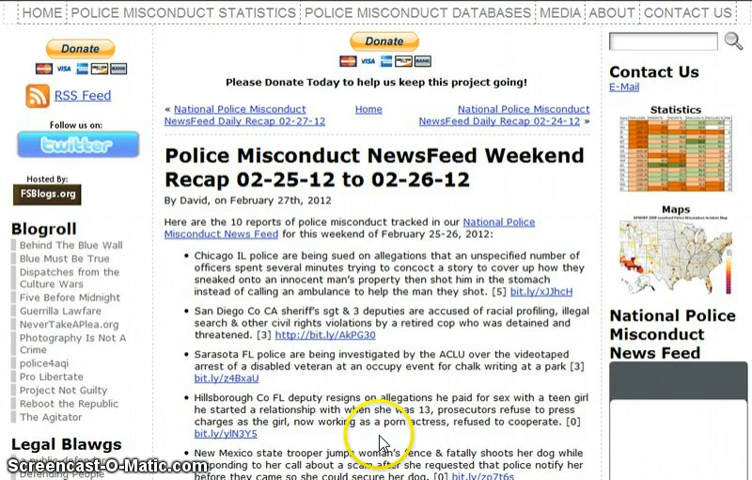 HOME POLICE MISCONDUCT STATISTICS POLICE MISCONDUCT DATABASES MEDIA ABOUT CONTACT US
Donate
VISA
RSS Feed
Follow us on:
twitter
Hosted By:
FSBlogs.org
Blogroll
Behind The Blue Wall
Blue Must Be True
Dispatches from the
Culture Wars
Five Before Midnight
Guerrilla Lawfare
NeverTakeAPlea.org
Photography Is Not A
Crime
police4aqi
Pro Libertate
Project Not Guilty
Reboot the Republic
The Agitator
Legal Blawgs
a public defender
Defending People
Donate
VISA
Please Donate Today to help us keep this project going!
« National Police Misconduct
NewsFeed Daily Recap 02-27-12
Home
National Police Misconduct
NewsFeed Daily Recap 02-24-12 »
Police Misconduct NewsFeed Weekend
Recap 02-25-12 to 02-26-12
By David, on February 27th, 2012
Here are the 10 reports of police misconduct tracked in our National Police
Misconduct News Feed for this weekend of February 25-26, 2012:
• Chicago IL police are being sued on allegations that an unspecified number of
officers spent several minutes trying to concoct a story to cover up how they
sneaked onto an innocent man's property then shot him in the stomach
instead of calling an ambulance to help the man they shot. [5] bit.ly/xJJhcH
• San Diego Co CA sheriff's sgt & 3 deputies are accused of racial profiling, illegal
search & other civil rights violations by a retired cop who was detained and
threatened. [3] http://bit.ly/AkPG30
• Sarasota FL police are being investigated by the ACLU over the videotaped
arrest of a disabled veteran at an occupy event for chalk writing at a park [3]
bit.ly/z4BxaU
• Hillsborough Co FL deputy resigns on allegations he paid for sex with a teen girl
he started a relationship with when she was 13, prosecutors refuse to press
charges as the girl, now working as a porn actress, refused to cooperate. [0]
bit.ly/ylN3Y5
• New Mexico state trooper jumps woman's fence & fatally shoots her dog while
responding to her call about a scam after she requested that police notify her
before they came so she could secure her dog. [0] bit.ly/zo7t6s
Contact Us
E-Mail
Statistics
Maps
National Police
Misconduct
News Feed
Screencast-O-Matic.com